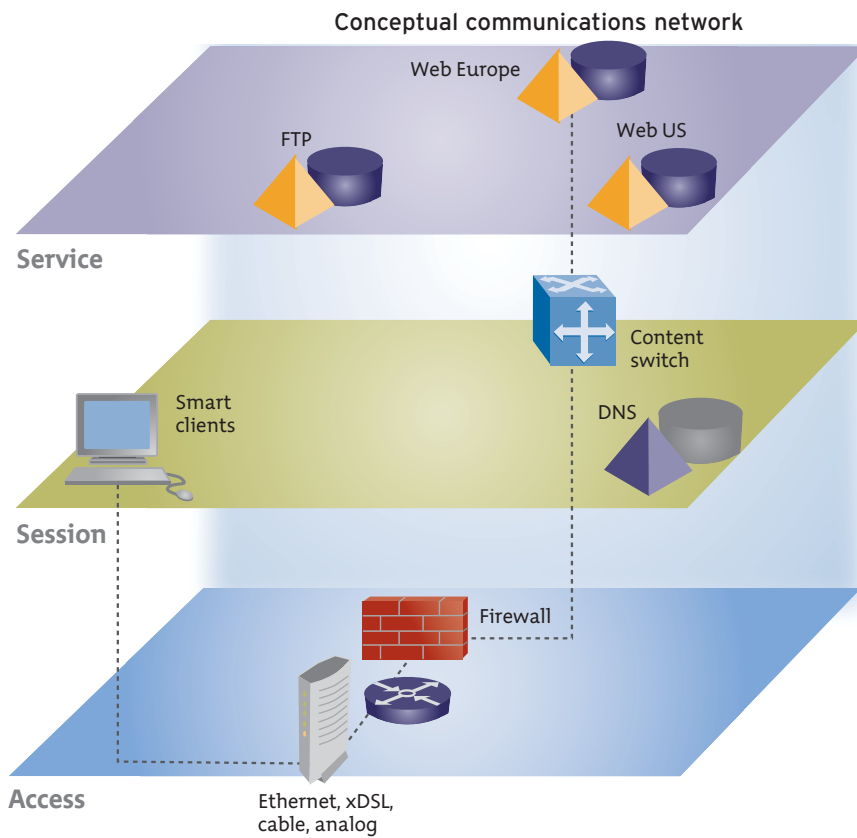 Conceptual communications network
Web Europe
Web US
FTP
Service
Content
switch
Smart
clients
DNS
Session
Firewall
Access
Ethernet, xDSL,
cable, analog